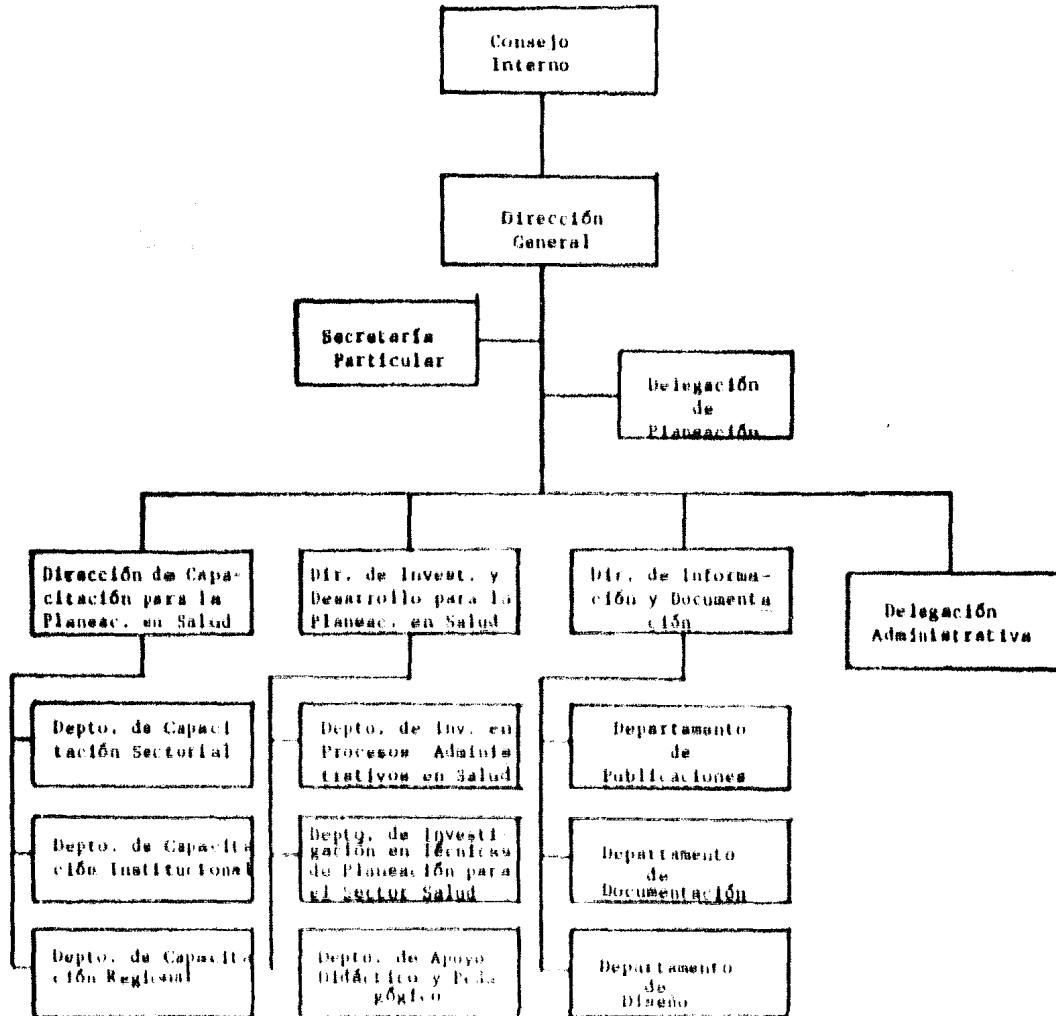 Consejo
Interno
Dirección
General
Secretaría
Particular
Delegación
de
Planeación
Dirección de Capa-
citación para la
Planeac. en Salud
Dir. de Invest. y
Desarrollo para la
Planeac. en Salud
Dir. de Informa-
ción y Documenta
ción
Delegación
Administrativa
Depto. de Capaci
tación Sectorial
Depto. de Inv. en
Procesos Adminis
trativos en Salud
Departamento
de
Publicaciones
Depto. de Capacita
ción Institucional
Depto. de Investi-
gación en Técnicas
de Planeación para
el Sector Salud
Departamento
de
Documentación
Depto. de Capacita
ción Regional
Depto. de Apoyo
Didáctico y Peda
gógico
Departamento
de
Diseño